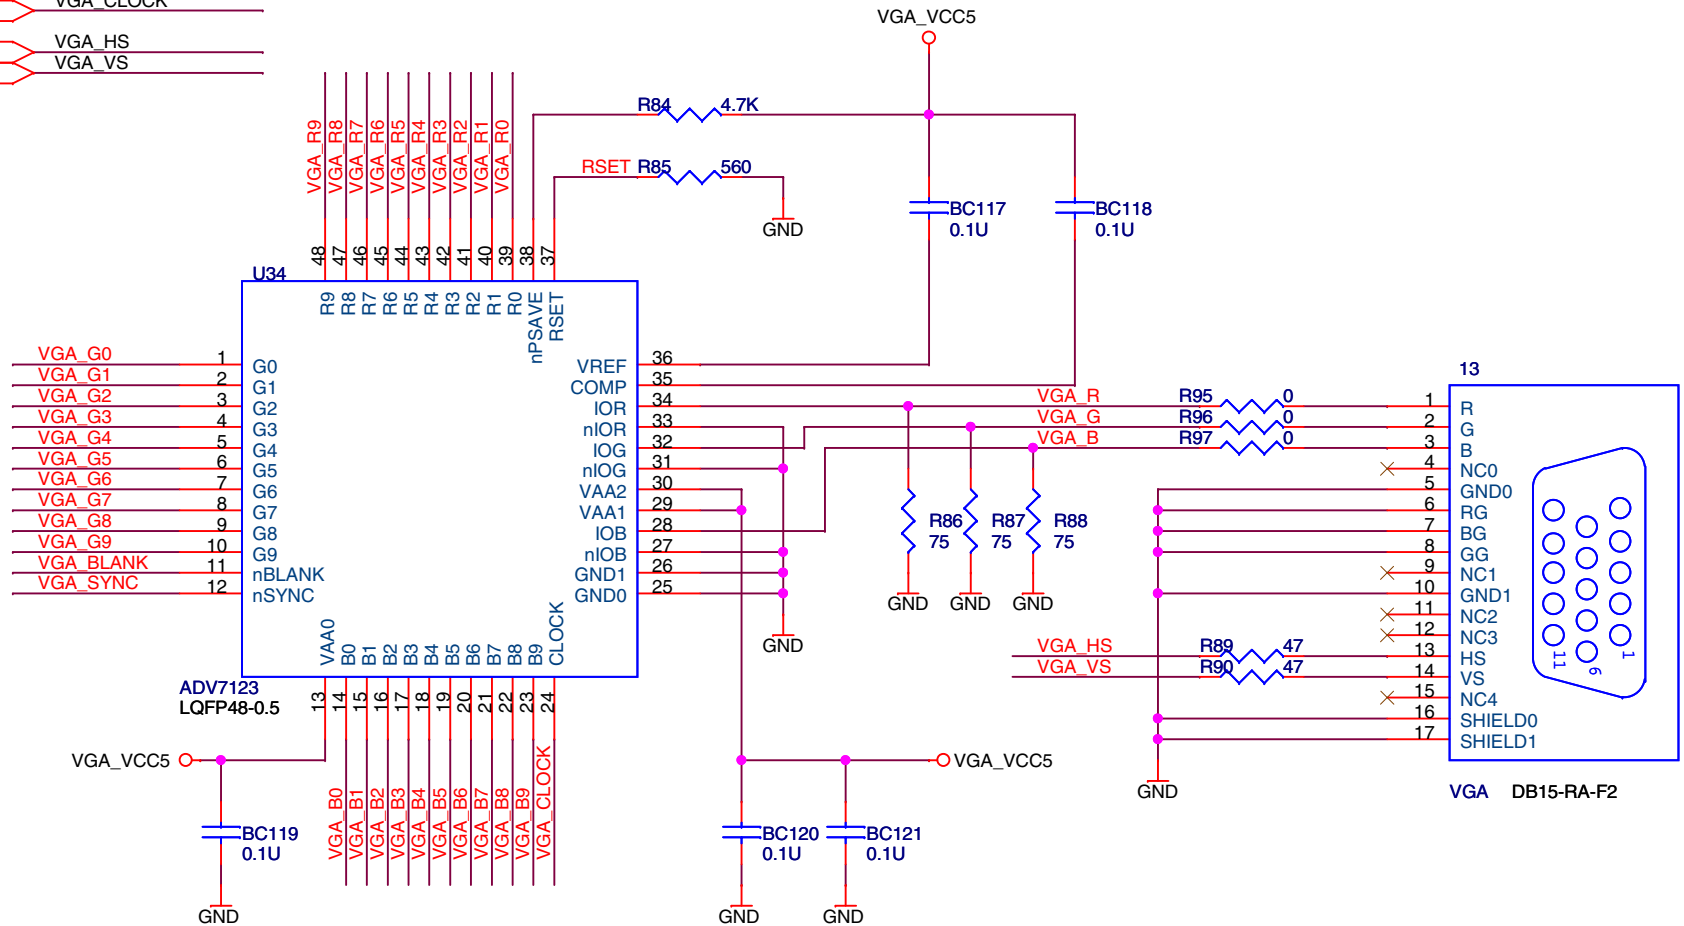 VGA_CLOCK
VGA_HS
VGA_VS
VGA_VCC5
R84 4.7K
RSET R85 560
GND
BC117
0.1U
BC118
0.1U
VGA_R9
VGA_R8
VGA_R7
VGA_R6
VGA_R5
VGA_R4
VGA_R3
VGA_R2
VGA_R1
VGA_R0
48
47
46
45
44
43
42
41
40
39
38
37
U34
R9
R8
R7
R6
R5
R4
R3
R2
R1
R0
nPSAVE
RSET
VGA_G0 1 G0
VGA_G1 2 G1
VGA_G2 3 G2
VGA_G3 4 G3
VGA_G4 5 G4
VGA_G5 6 G5
VGA_G6 7 G6
VGA_G7 8 G7
VGA_G8 9 G8
VGA_G9 10 G9
VGA_BLANK 11 nBLANK
VGA_SYNC 12 nSYNC
VREF 36
COMP 35
IOR 34
nIOR 33
IOG 32
nIOG 31
VAA2 30
VAA1 29
IOB 28
nIOB 27
GND1 26
GND0 25
VAA0
B0
B1
B2
B3
B4
B5
B6
B7
B8
B9
CLOCK
13
14
15
16
17
18
19
20
21
22
23
24
ADV7123
LQFP48-0.5
VGA_VCC5
BC119
0.1U
GND
VGA_B0
VGA_B1
VGA_B2
VGA_B3
VGA_B4
VGA_B5
VGA_B6
VGA_B7
VGA_B8
VGA_B9
VGA_CLOCK
GND
VGA_VCC5
BC120
0.1U
BC121
0.1U
GND
GND
VGA_R R95 0
VGA_G R96 0
VGA_B R97 0
R86
75
R87
75
R88
75
GND
GND
GND
VGA_HS R89 47
VGA_VS R90 47
GND
13
1 R
2 G
3 B
4 NC0
5 GND0
6 RG
7 BG
8 GG
9 NC1
10 GND1
11 NC2
12 NC3
13 HS
14 VS
15 NC4
16 SHIELD0
17 SHIELD1
11
6
1
VGA DB15-RA-F2